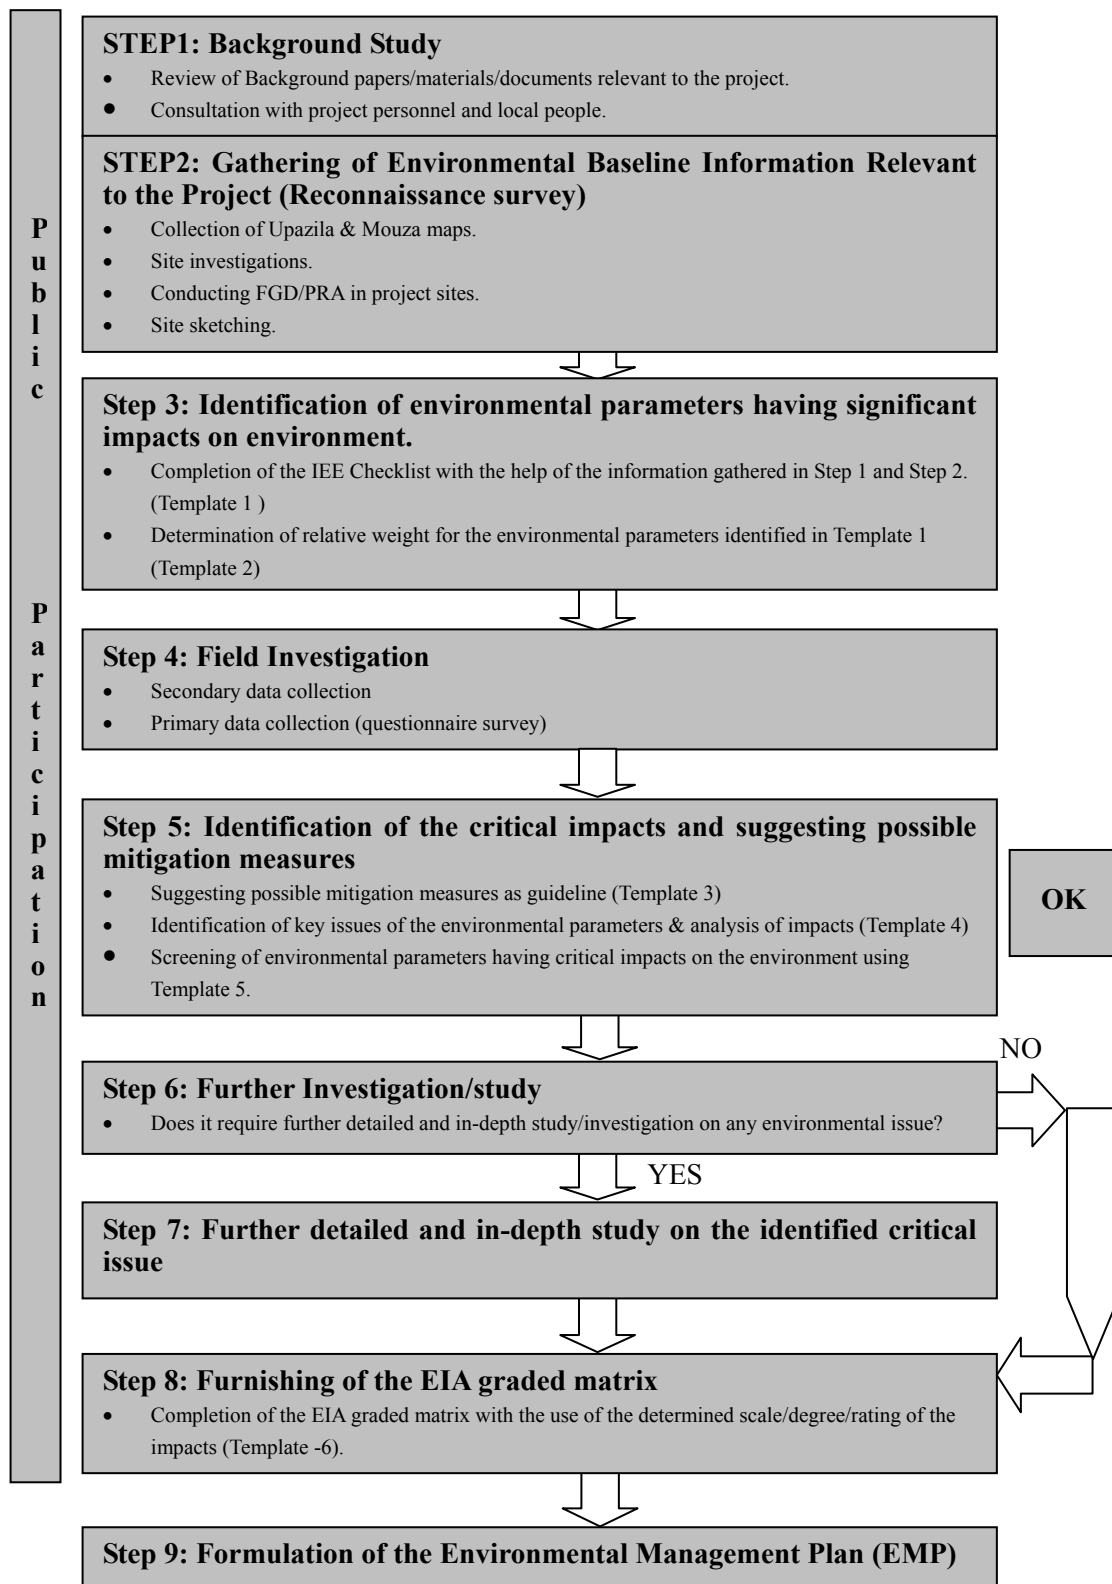 Public Participation
STEP1: Background Study
• Review of Background papers/materials/documents relevant to the project.
• Consultation with project personnel and local people.
STEP2: Gathering of Environmental Baseline Information Relevant
to the Project (Reconnaissance survey)
• Collection of Upazila & Mouza maps.
• Site investigations.
• Conducting FGD/PRA in project sites.
• Site sketching.
Step 3: Identification of environmental parameters having significant
impacts on environment.
• Completion of the IEE Checklist with the help of the information gathered in Step 1 and Step 2.
(Template 1 )
• Determination of relative weight for the environmental parameters identified in Template 1
(Template 2)
Step 4: Field Investigation
• Secondary data collection
• Primary data collection (questionnaire survey)
Step 5: Identification of the critical impacts and suggesting possible
mitigation measures
• Suggesting possible mitigation measures as guideline (Template 3)
• Identification of key issues of the environmental parameters & analysis of impacts (Template 4)
• Screening of environmental parameters having critical impacts on the environment using
Template 5.
OK
NO
Step 6: Further Investigation/study
• Does it require further detailed and in-depth study/investigation on any environmental issue?
YES
Step 7: Further detailed and in-depth study on the identified critical
issue
Step 8: Furnishing of the EIA graded matrix
• Completion of the EIA graded matrix with the use of the determined scale/degree/rating of the
impacts (Template -6).
Step 9: Formulation of the Environmental Management Plan (EMP)